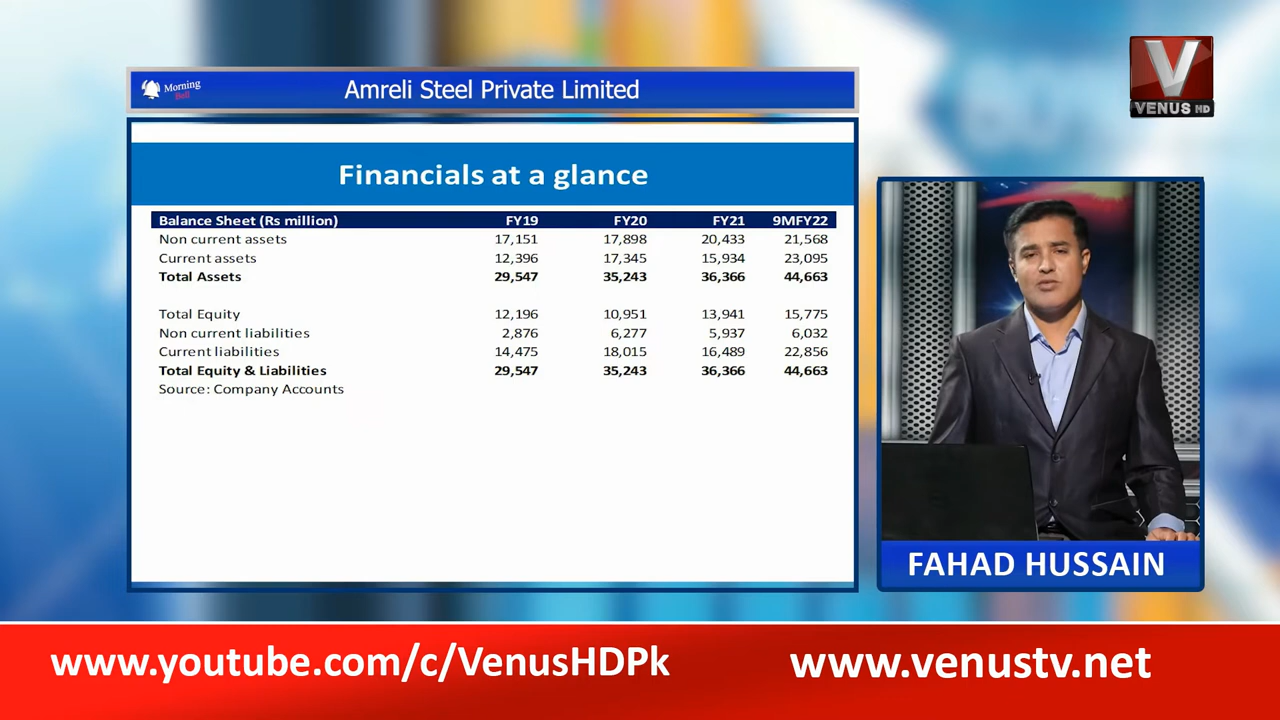 Morning
Bell
Amreli Steel Private Limited
V
VENUS HD
Financials at a glance
Balance Sheet (Rs million) FY19 FY20 FY21 9MFY22
Non current assets 17,151 17,898 20,433 21,568
Current assets 12,396 17,345 15,934 23,095
Total Assets 29,547 35,243 36,366 44,663
Total Equity 12,196 10,951 13,941 15,775
Non current liabilities 2,876 6,277 5,937 6,032
Current liabilities 14,475 18,015 16,489 22,856
Total Equity & Liabilities 29,547 35,243 36,366 44,663
Source: Company Accounts
FAHAD HUSSAIN
www.youtube.com/c/VenusHDPk www.venustv.net